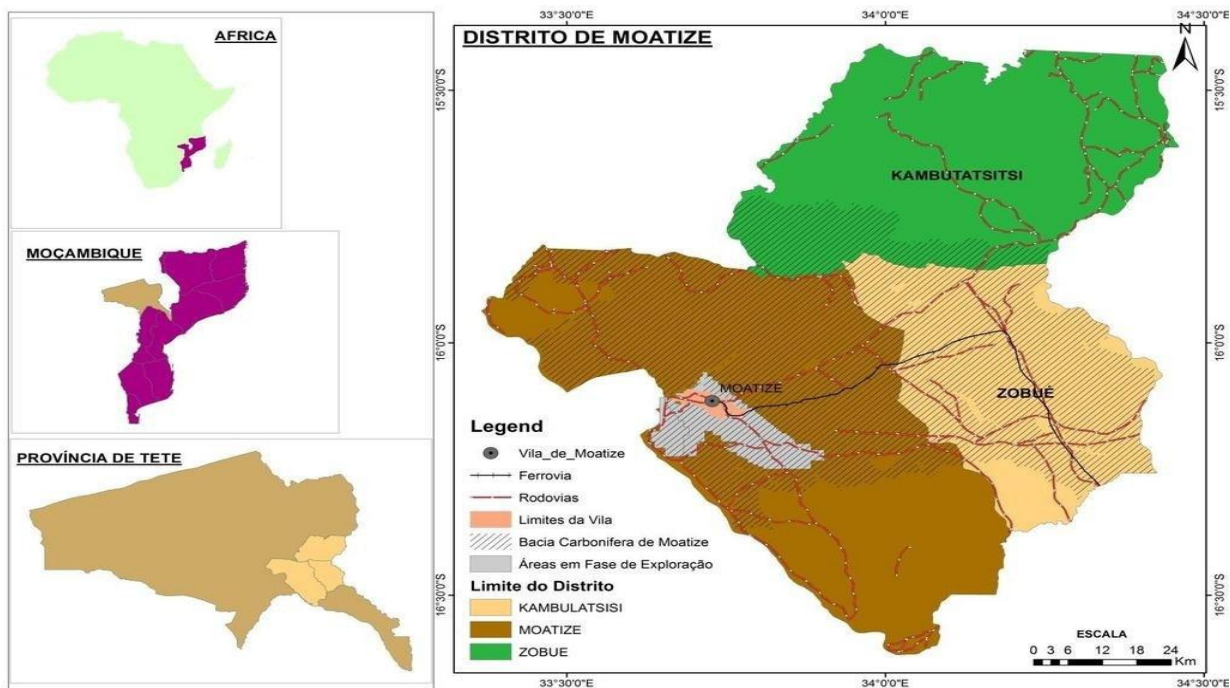 AFRICA
MOÇAMBIQUE
PROVÍNCIA DE TETE
33°30'0"E 34°0'0"E 34°30'0"E
DISTRITO DE MOATIZE
N
15°30'0"S
15°30'0"S
KAMBUTATSITSI
16°0'0"S
16°0'0"S
MOATIZE
ZOBUÉ
Legend
Vila_de_Moatize
Ferrovia
Rodovias
Limites da Vila
Bacia Carbonifera de Moatize
Áreas em Fase de Exploração
Limite do Distrito
KAMBULATSISI
MOATIZE
ZOBUE
16°30'0"S
16°30'0"S
ESCALA
0 3 6 12 18 24
Km
33°30'0"E 34°0'0"E 34°30'0"E